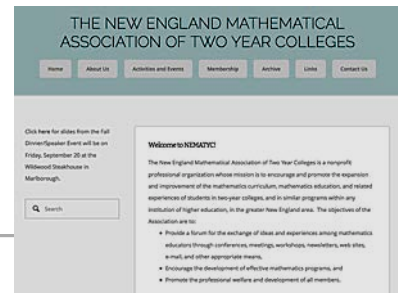 THE NEW ENGLAND MATHEMATICAL
ASSOCIATION OF TWO YEAR COLLEGES
Home
About Us
Activities and Events
Membership
Archive
Links
Contact Us
Click here for slides from the Fall
Dinner/Speaker Event will be on
Friday, September 20 at the
Wildwood Steakhouse in
Marlborough.
Search
Welcome to NEMATYC!
The New England Mathematical Association of Two Year Colleges is a nonprofit
professional organization whose mission is to encourage and promote the expansion
and improvement of the mathematics curriculum, mathematics education, and related
experiences of students in two-year colleges, and in similar programs within any
institution of higher education, in the greater New England area. The objectives of the
Association are to:
• Provide a forum for the exchange of ideas and experiences among mathematics
educators through conferences, meetings, workshops, newsletters, web sites,
e-mail, and other appropriate means,
• Encourage the development of effective mathematics programs, and
• Promote the professional welfare and development of all members.